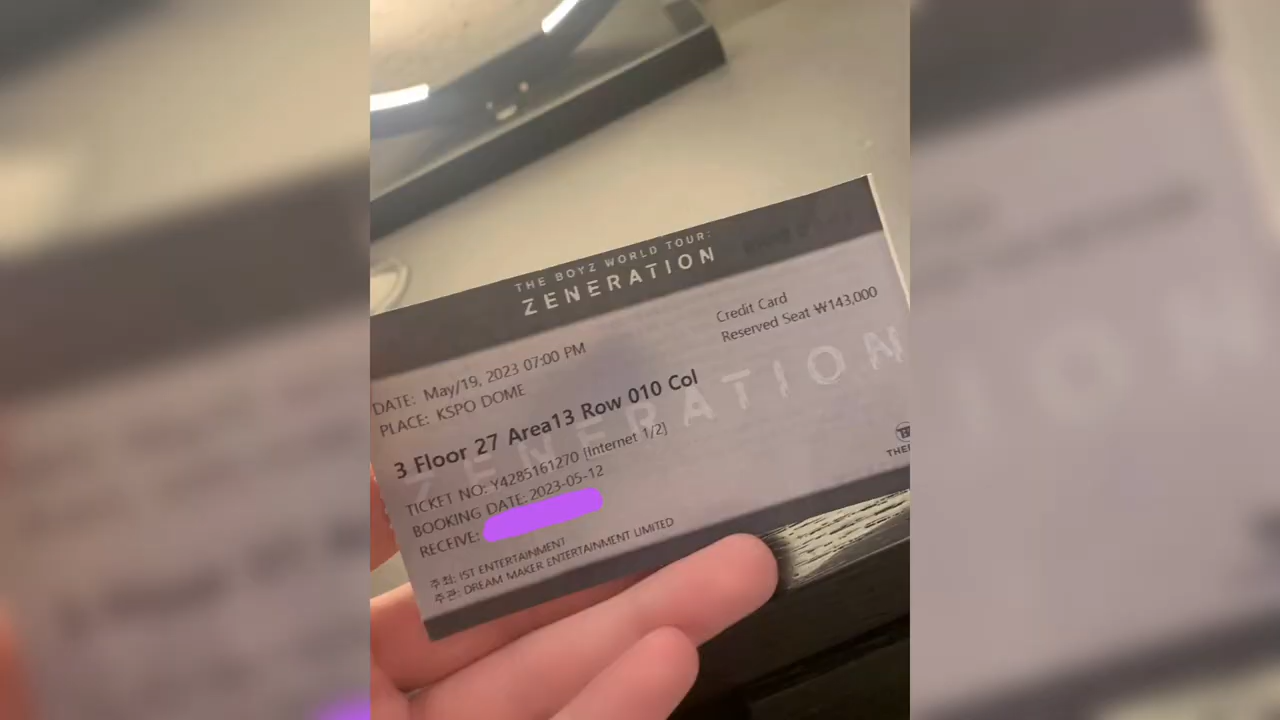 THE BOYZ WORLD TOUR:
ZENERATION
Credit Card
Reserved Seat ₩143,000
DATE: May/19, 2023 07:00 PM
PLACE: KSPO DOME
3 Floor 27 Area13 Row 010 Col
ZENERATION
TICKET NO: Y4285161270 [Internet 1/2]
BOOKING DATE: 2023-05-12
RECEIVE:
주최: IST ENTERTAINMENT
주관: DREAM MAKER ENTERTAINMENT LIMITED